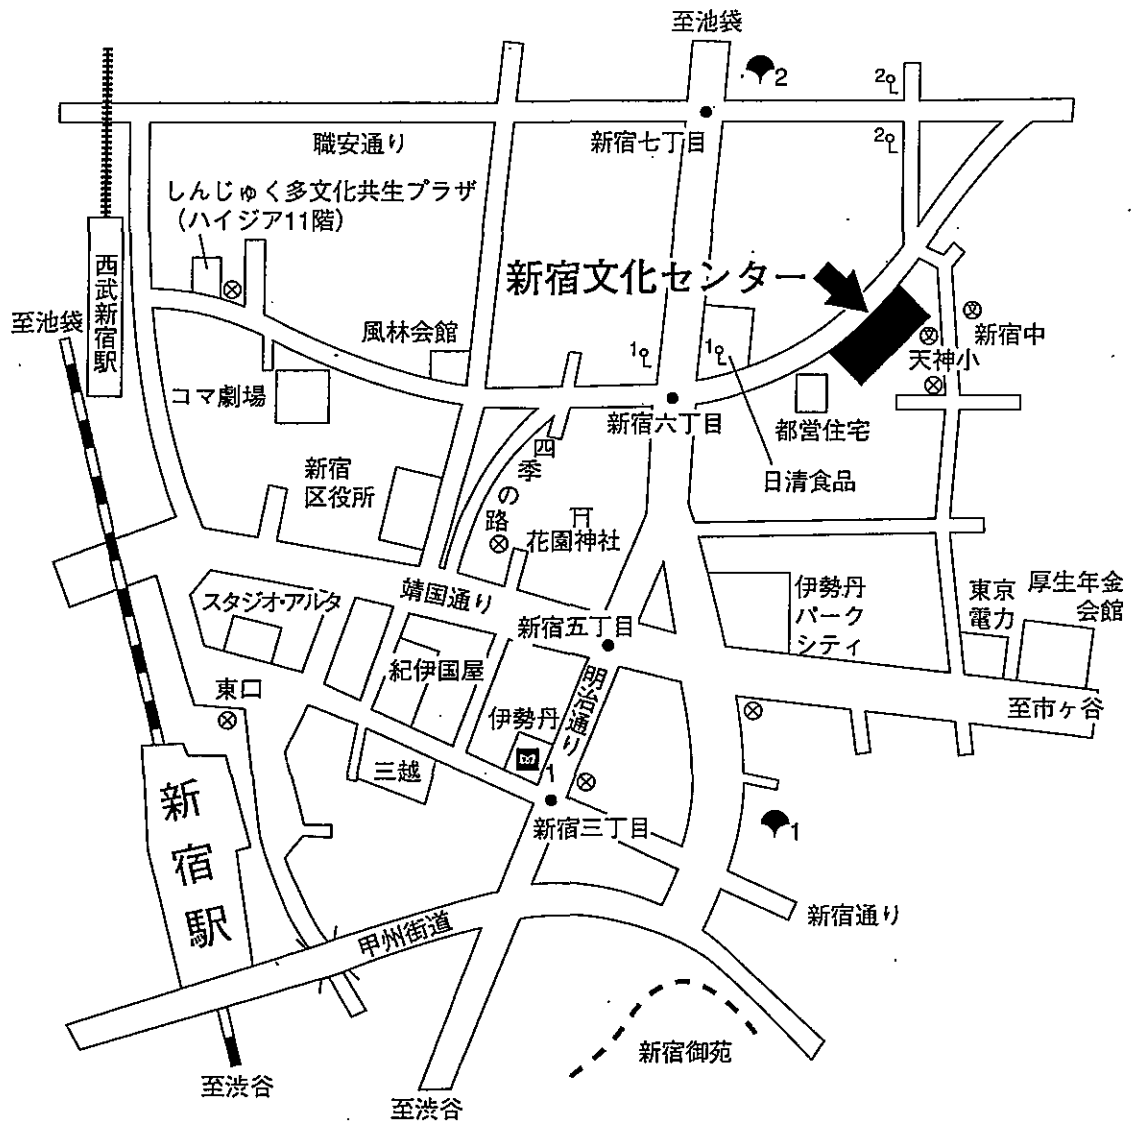 至池袋
2
2
職安通り
新宿七丁目
2
しんじゅく多文化共生プラザ
（ハイジア11階）
西武新宿駅
新宿文化センター
至池袋
風林会館
1
1
文
新宿中
文
天神小
コマ劇場
新宿六丁目
都営住宅
四季の路
日清食品
新宿
区役所
花園神社
靖国通り
スタジオ・アルタ
新宿五丁目
伊勢丹
パーク
シティ
東京
電力
厚生年金
会館
紀伊国屋
明治通り
東口
伊勢丹
至市ヶ谷
三越
1
新宿駅
新宿三丁目
1
新宿通り
甲州街道
新宿御苑
至渋谷
至渋谷